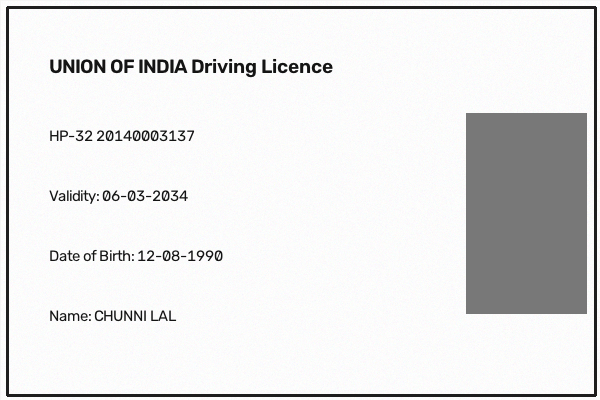 UNION OF INDIA Driving Licence
HP-32 20140003137
Validity: 06-03-2034
Date of Birth: 12-08-1990
Name: CHUNNI LAL